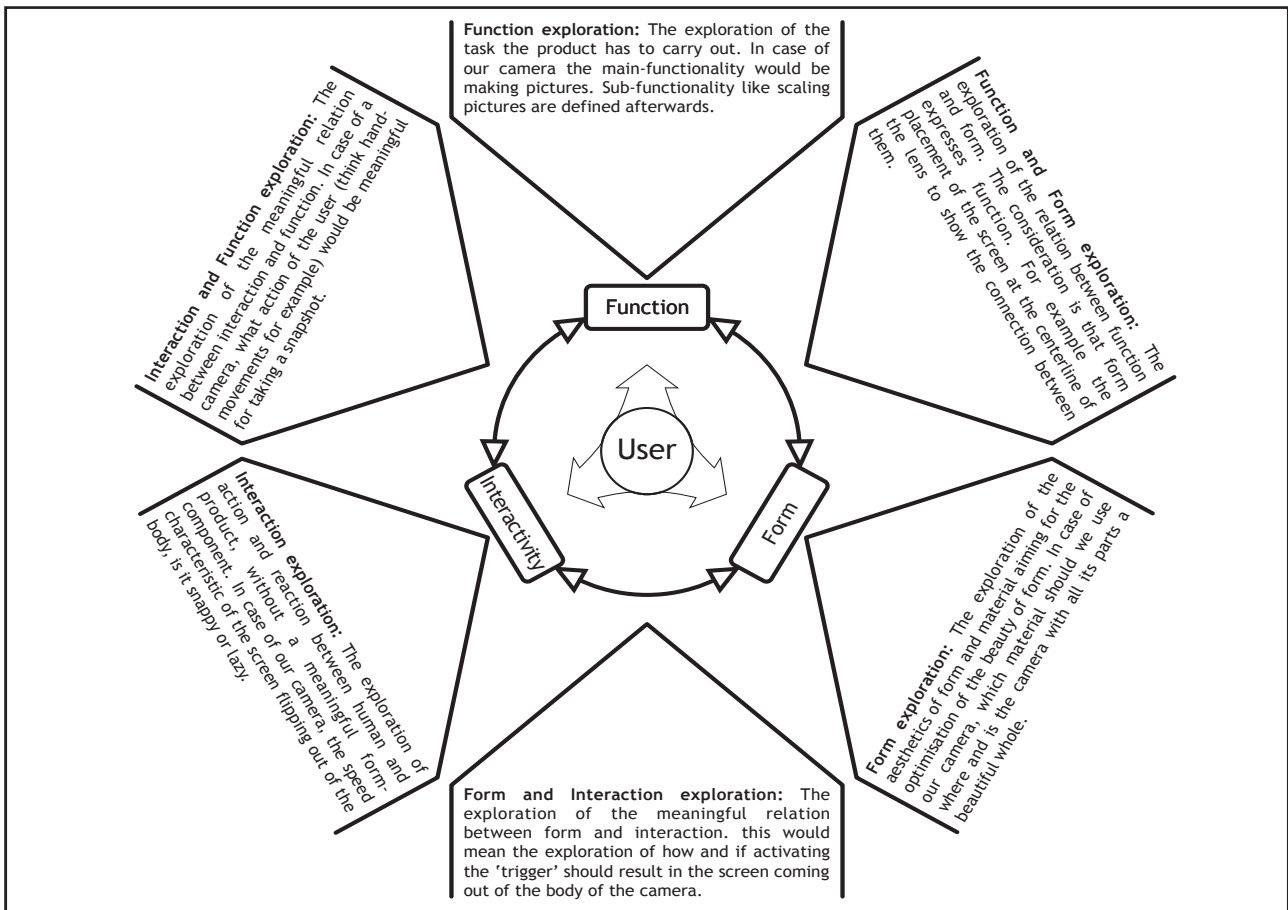 Function exploration: The exploration of the
task the product has to carry out. In case of
our camera the main-functionality would be
making pictures. Sub-functionality like scaling
pictures are defined afterwards.
Interaction and Function exploration: The
exploration of the meaningful relation
between interaction and function. In case of a
camera, what action of the user (think hand-
movements for example) would be meaningful
for taking a snapshot.
Function and Form exploration: The
exploration of the relation between function
and form. The consideration is that form
expresses function. For example the
placement of the screen at the centerline of
the lens to show the connection between
them.
Function
User
Interactivity
Form
Interaction exploration: The exploration of
action and reaction between human and
product, without a meaningful form-
component. In case of our camera, the speed
characteristic of the screen flipping out of the
body, is it snappy or lazy.
Form exploration: The exploration of the
aesthetics of form and material aiming for the
optimisation of the beauty of form. In case of
our camera, which material should we use
where and is the camera with all its parts a
beautiful whole.
Form and Interaction exploration: The
exploration of the meaningful relation
between form and interaction. this would
mean the exploration of how and if activating
the ‘trigger’ should result in the screen coming
out of the body of the camera.